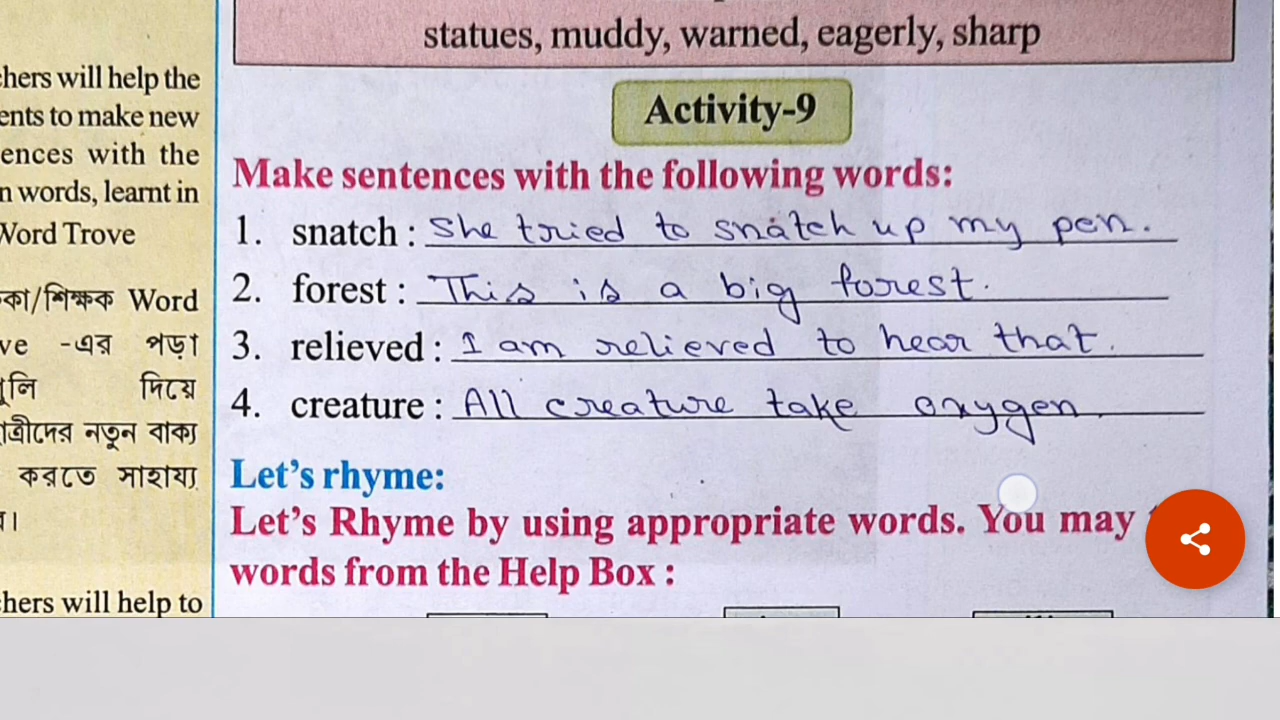 statues, muddy, warned, eagerly, sharp
Activity-9
Make sentences with the following words:
1. snatch : She tried to snatch up my pen.
2. forest : This is a big forest.
3. relieved : I am relieved to hear that.
4. creature : All creature take oxygen.
Let's rhyme:
Let's Rhyme by using appropriate words. You may
words from the Help Box :
hers will help the
ents to make new
ences with the
n words, learnt in
Word Trove
কা/শিক্ষক Word
ve -এর পড়া
দিয়ে
ত্রীদের নতুন বাক্য
করতে সাহায্য
hers will help to